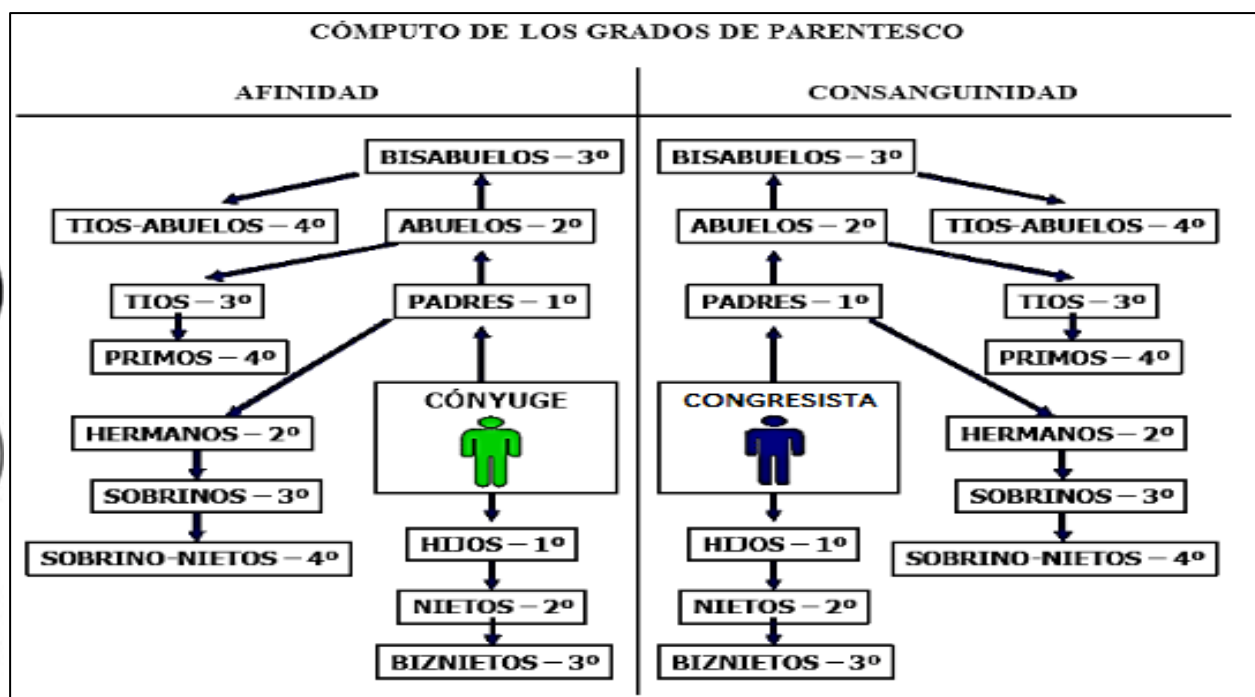 CÓMPUTO DE LOS GRADOS DE PARENTESCO
AFINIDAD
CONSANGUINIDAD
BISABUELOS – 3º
BISABUELOS – 3º
TIOS-ABUELOS – 4º
ABUELOS – 2º
ABUELOS – 2º
TIOS-ABUELOS – 4º
TIOS – 3º
PADRES – 1º
PADRES – 1º
TIOS – 3º
PRIMOS – 4º
PRIMOS – 4º
CÓNYUGE
CONGRESISTA
HERMANOS – 2º
HERMANOS – 2º
SOBRINOS – 3º
SOBRINOS – 3º
SOBRINO-NIETOS – 4º
HIJOS – 1º
HIJOS – 1º
SOBRINO-NIETOS – 4º
NIETOS – 2º
NIETOS – 2º
BIZNIETOS – 3º
BIZNIETOS – 3º